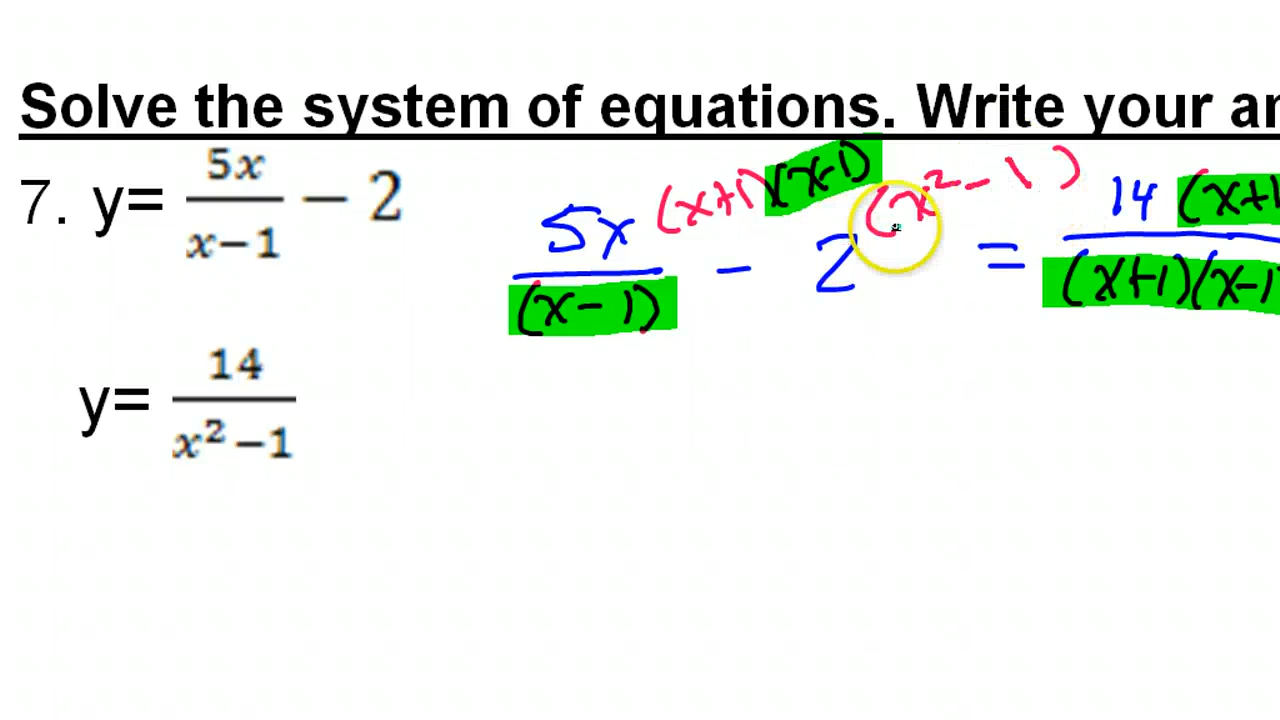 Solve the system of equations. Write your an
7. y= 5x/x−1 − 2
5x (x+1)(x-1) / (x-1) - 2 (x²-1) = 14 (x+1 / (x+1)(x-1
y= 14/x²−1